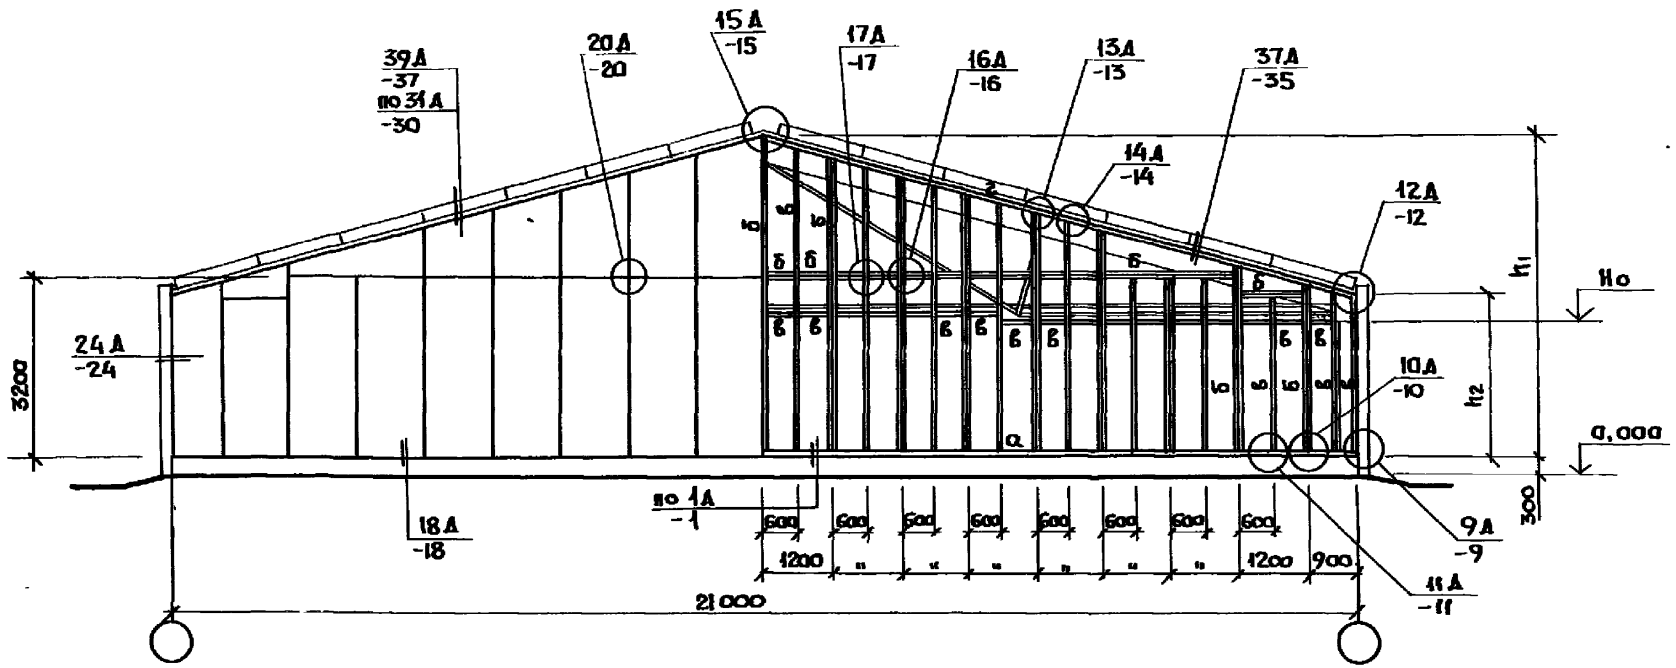 15А
-15
17А
-17
20А
-20
39А
-37
по 31А
-30
16А
-16
13А
-13
37А
-35
14А
-14
12А
-12
г
б
в
б
б
б
б
б
h1
Но
в
в
в
в
в
в
в
в
24А
-24
3200
б
в
б
в
в
h2
10А
-10
а
0,000
по 1А
-1
18А
-18
600
600
600
600
600
600
600
600
300
9А
-9
1200
"
"
"
"
"
"
1200
900
11А
-11
21000